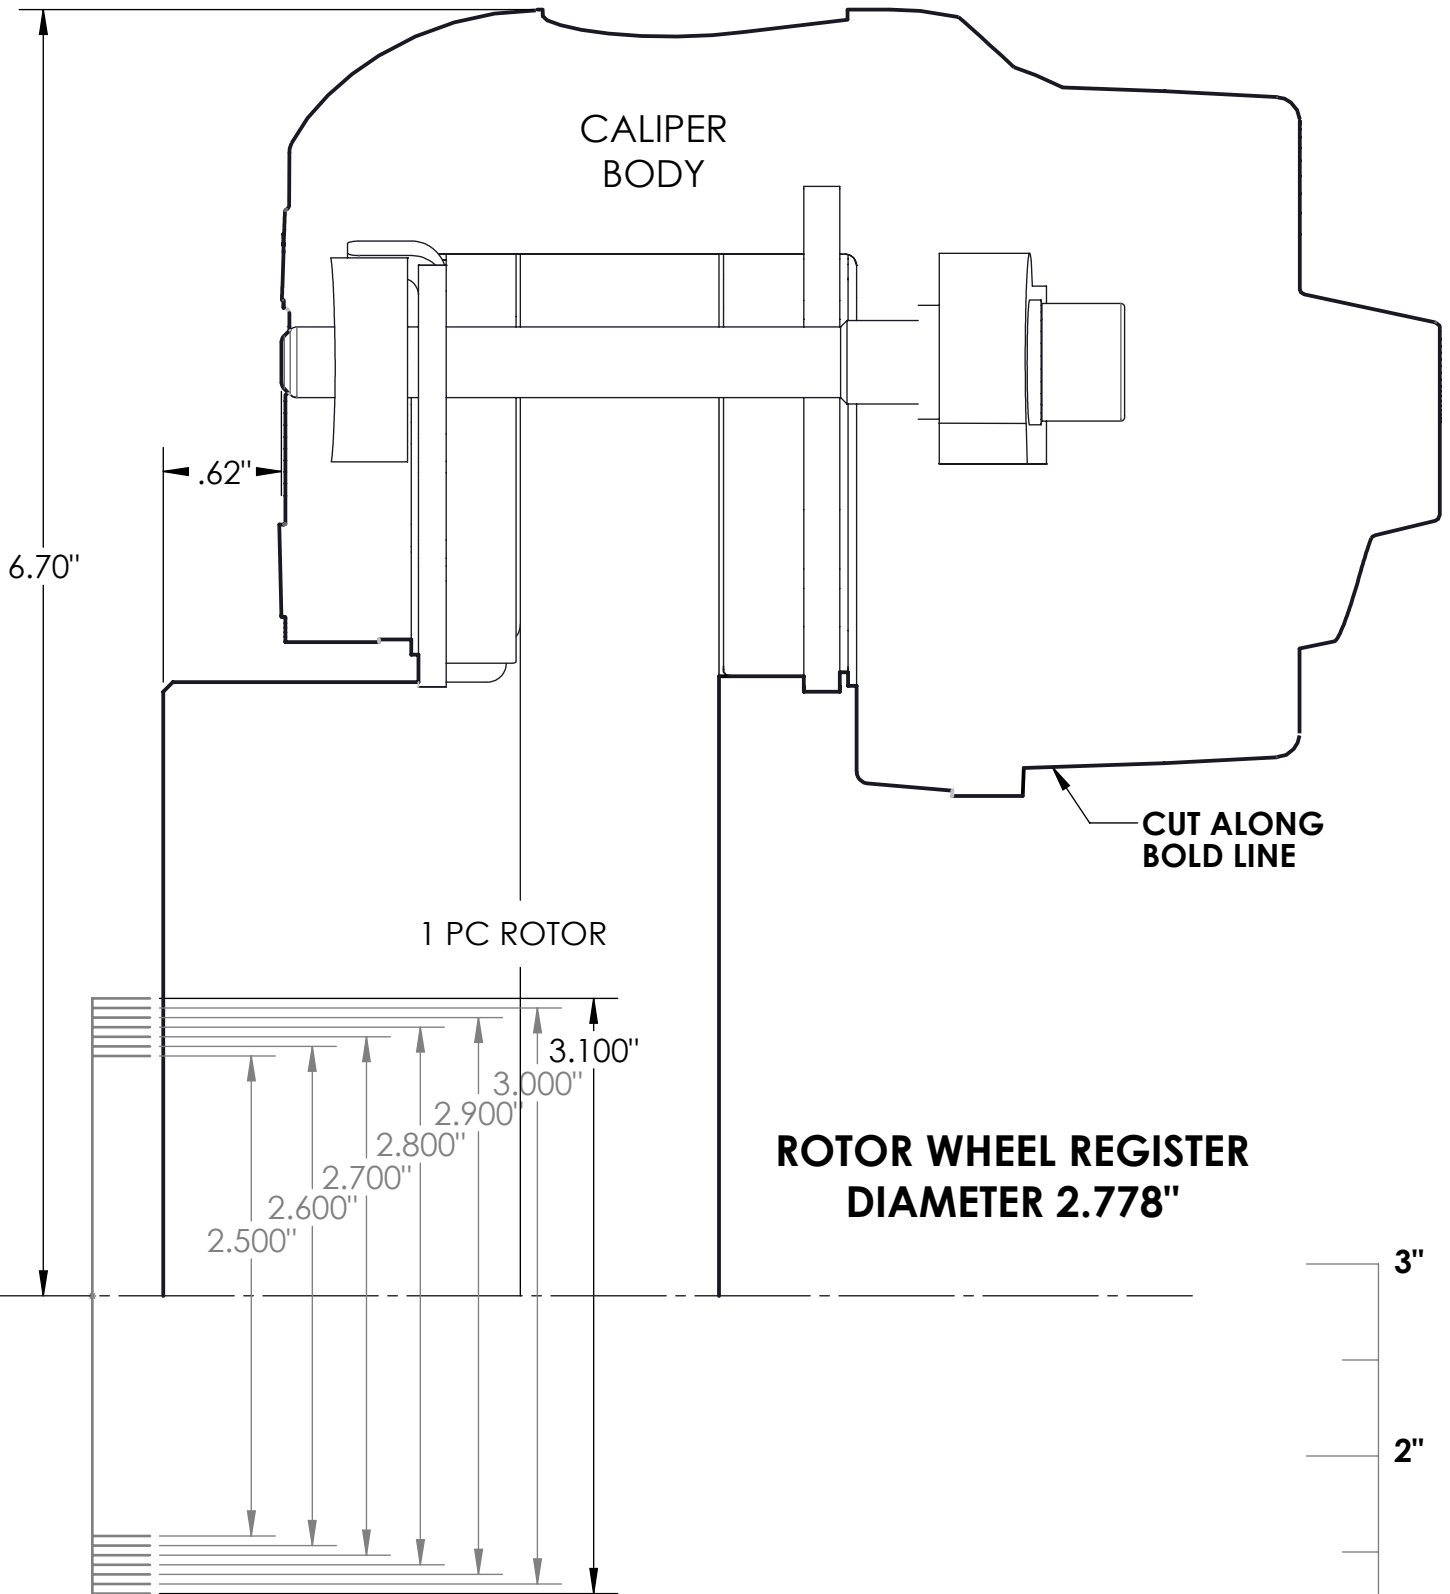 CALIPER
BODY
.62"
6.70"
CUT ALONG
BOLD LINE
1 PC ROTOR
3.100"
3.000"
2.900"
2.800"
2.700"
2.600"
2.500"
ROTOR WHEEL REGISTER
DIAMETER 2.778"
3"
2"